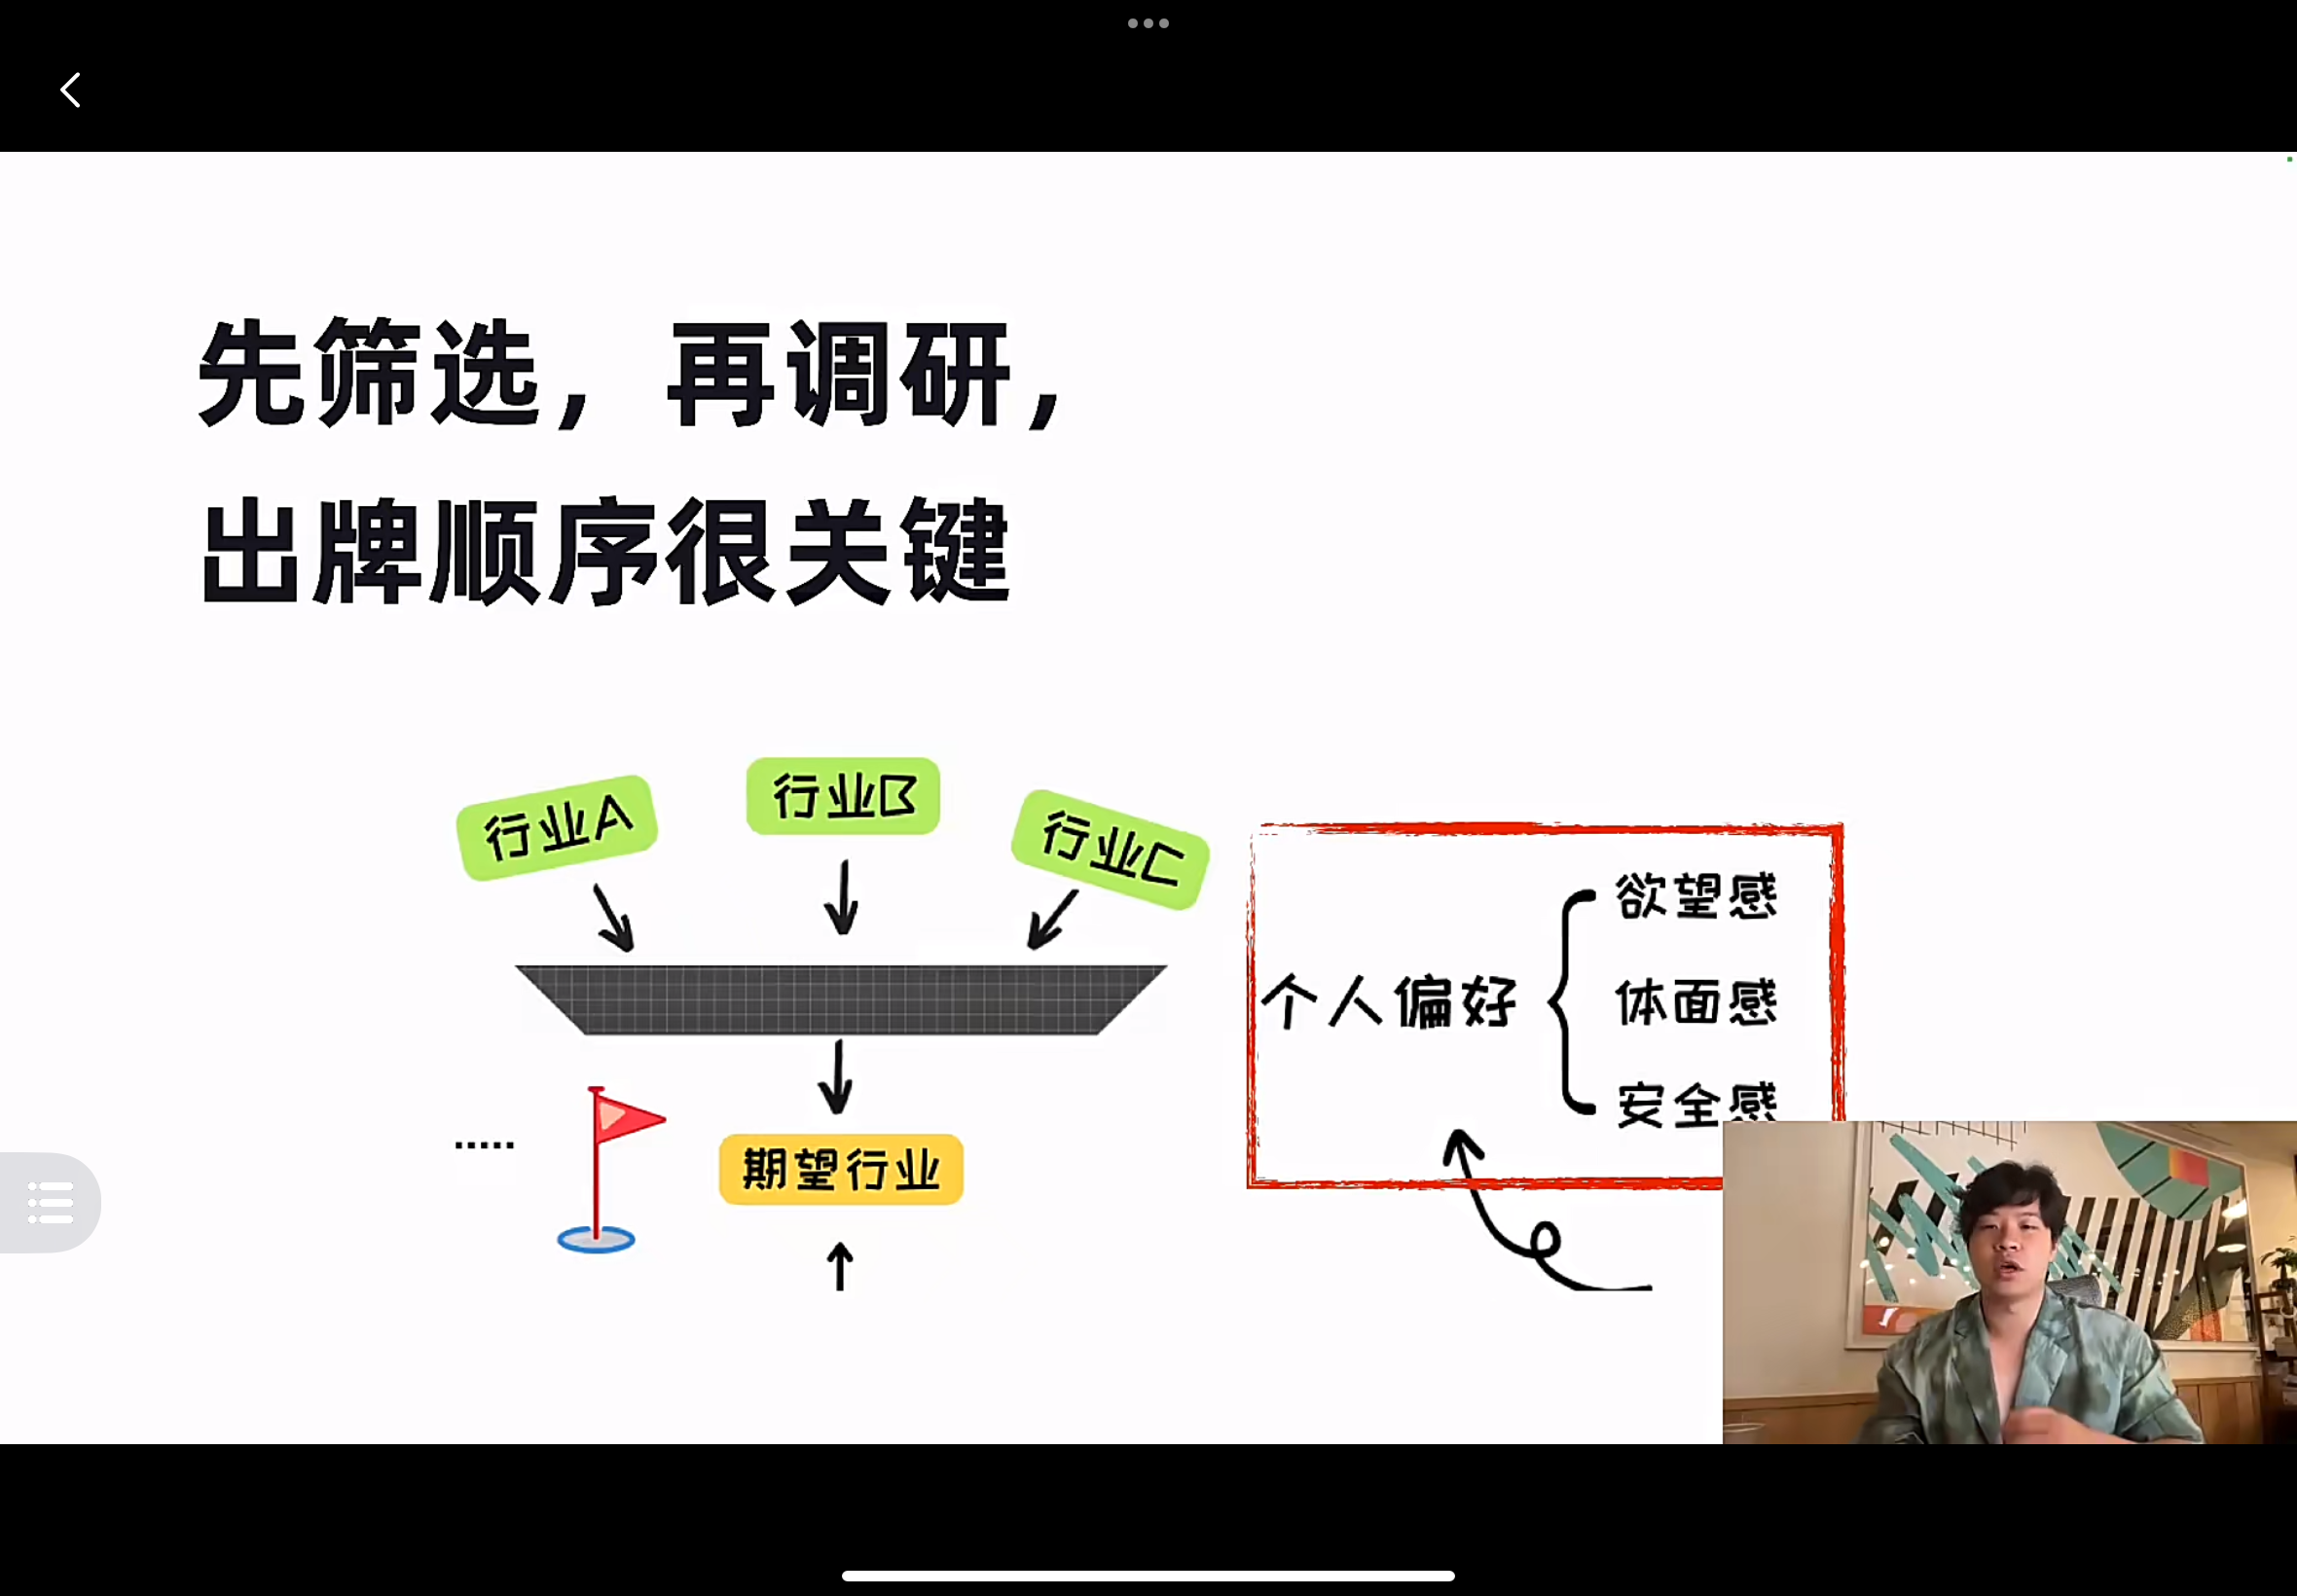 先筛选，再调研，
出牌顺序很关键
行业A
行业B
行业C
期望行业
.....
个人偏好
欲望感
体面感
安全感